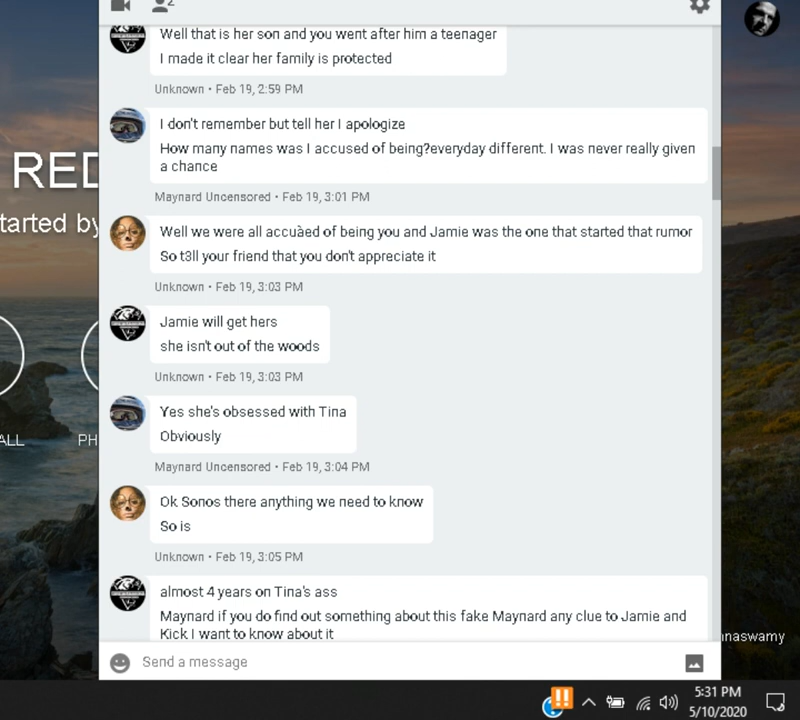 2
Well that is her son and you went after him a teenager
I made it clear her family is protected
Unknown • Feb 19, 2:59 PM
I don't remember but tell her I apologize
How many names was I accused of being?everyday different. I was never really given
a chance
Maynard Uncensored • Feb 19, 3:01 PM
RED
tarted by
Well we were all accuàed of being you and Jamie was the one that started that rumor
So t3ll your friend that you don't appreciate it
Unknown • Feb 19, 3:03 PM
Jamie will get hers
she isn't out of the woods
Unknown • Feb 19, 3:03 PM
Yes she's obsessed with Tina
Obviously
ALL
PH
Maynard Uncensored • Feb 19, 3:04 PM
Ok Sonos there anything we need to know
So is
Unknown • Feb 19, 3:05 PM
almost 4 years on Tina's ass
Maynard if you do find out something about this fake Maynard any clue to Jamie and
Kick I want to know about it
nnaswamy
Send a message
5:31 PM
5/10/2020